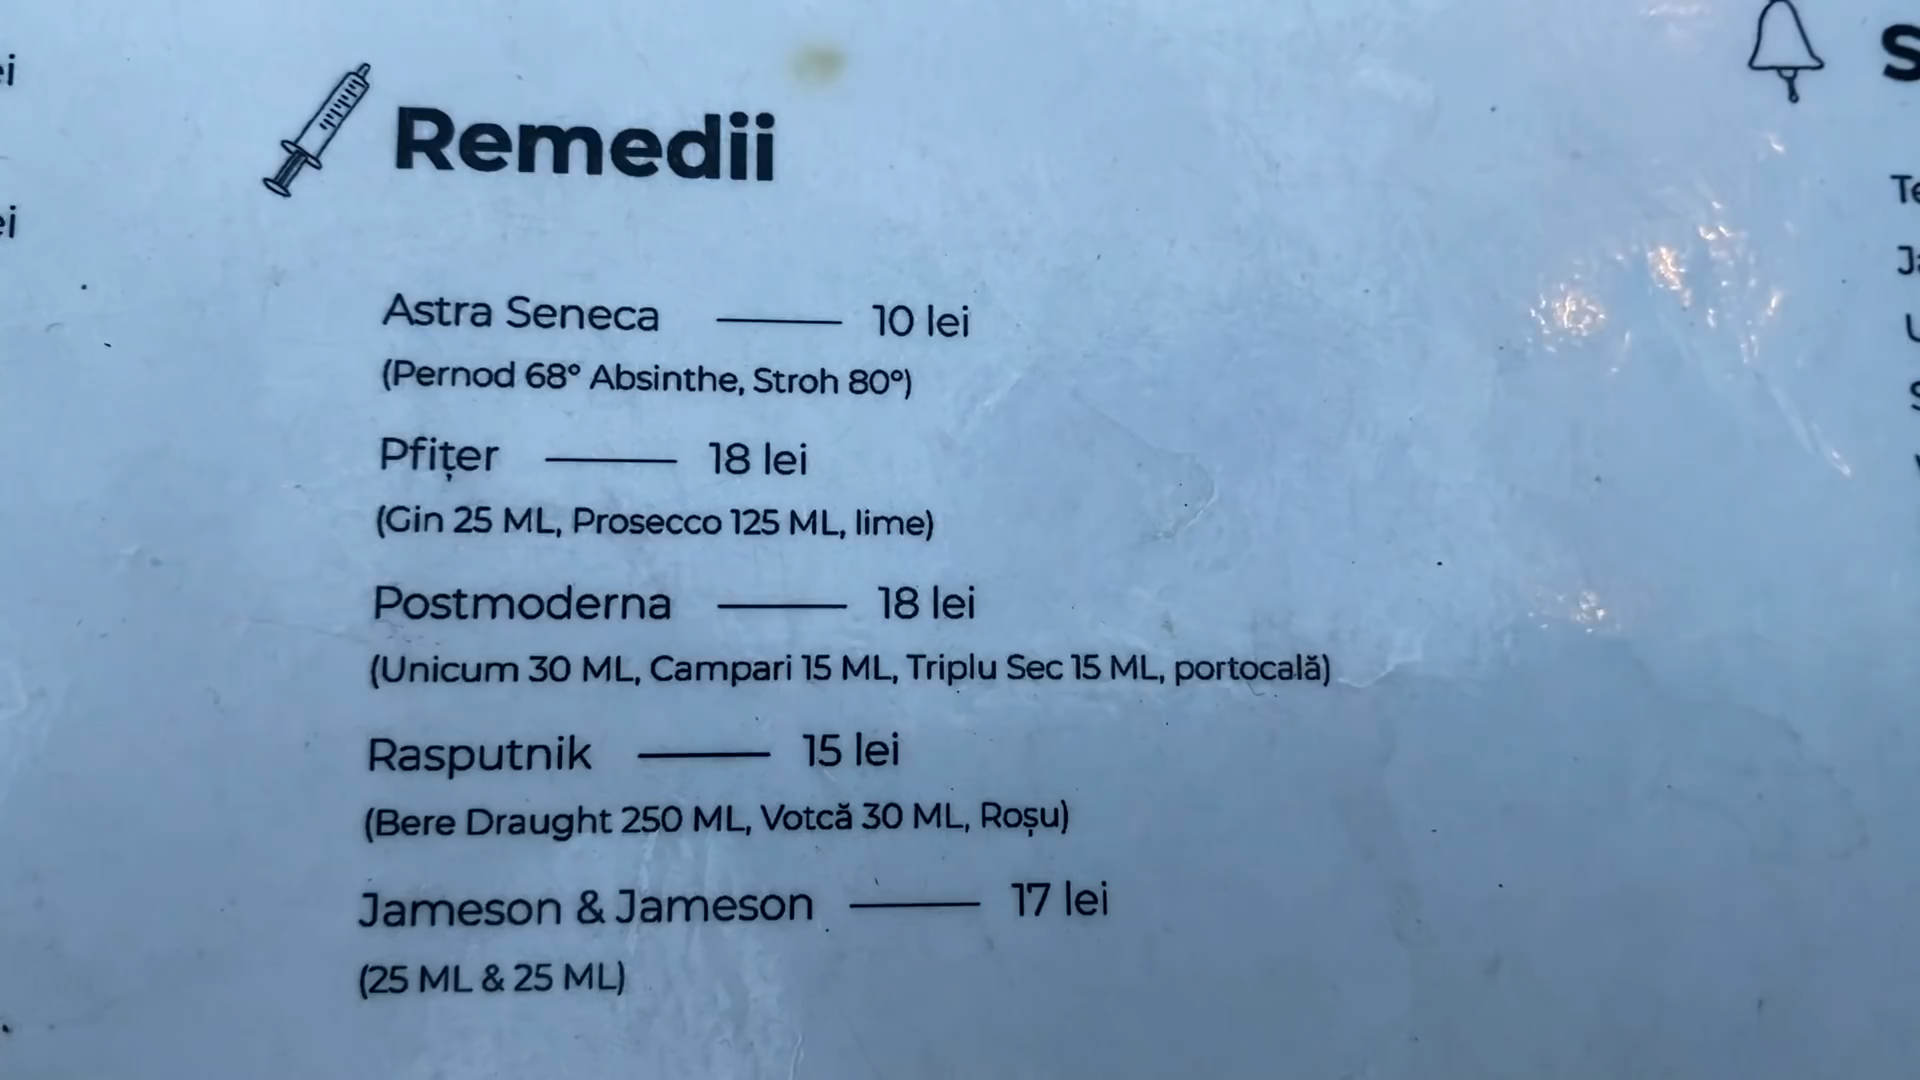 Remedii
Astra Seneca — 10 lei
(Pernod 68° Absinthe, Stroh 80°)
Pfițer — 18 lei
(Gin 25 ML, Prosecco 125 ML, lime)
Postmoderna — 18 lei
(Unicum 30 ML, Campari 15 ML, Triplu Sec 15 ML, portocală)
Rasputnik — 15 lei
(Bere Draught 250 ML, Votcă 30 ML, Roșu)
Jameson & Jameson — 17 lei
(25 ML & 25 ML)